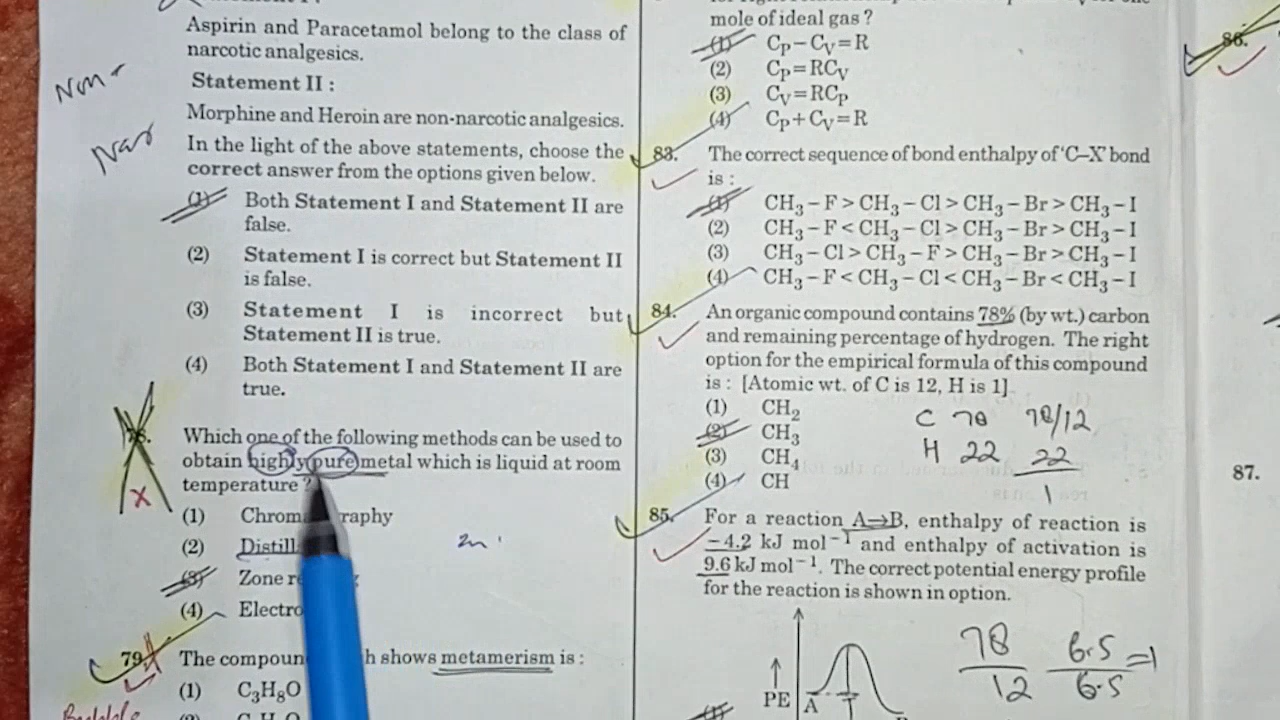 Aspirin and Paracetamol belong to the class of
narcotic analgesics.
Statement II :
Morphine and Heroin are non-narcotic analgesics.
In the light of the above statements, choose the
correct answer from the options given below.
(1) Both Statement I and Statement II are
false.
(2) Statement I is correct but Statement II
is false.
(3) Statement I is incorrect but
Statement II is true.
(4) Both Statement I and Statement II are
true.
Which one of the following methods can be used to
obtain highly pure metal which is liquid at room
temperature ?
(1)
(2)
(3) Zone
(4)
79. The compound shows metamerism is :
(1) C₃H₈O
mole of ideal gas ?
(1) Cₚ – Cᵥ = R
(2) Cₚ = RCᵥ
(3) Cᵥ = RCₚ
(4) Cₚ + Cᵥ = R
83. The correct sequence of bond enthalpy of 'C–X' bond
is :
(1) CH₃ – F > CH₃ – Cl > CH₃ – Br > CH₃ – I
(2) CH₃ – F < CH₃ – Cl > CH₃ – Br > CH₃ – I
(3) CH₃ – Cl > CH₃ – F > CH₃ – Br > CH₃ – I
(4) CH₃ – F < CH₃ – Cl < CH₃ – Br < CH₃ – I
84. An organic compound contains 78% (by wt.) carbon
and remaining percentage of hydrogen. The right
option for the empirical formula of this compound
is : [Atomic wt. of C is 12, H is 1]
(1) CH₂
(2) CH₃
(3) CH₄
(4) CH
C 78 78/12
H 22 22
1
85. For a reaction A→B, enthalpy of reaction is
–4.2 kJ mol⁻¹ and enthalpy of activation is
9.6 kJ mol⁻¹. The correct potential energy profile
for the reaction is shown in option.
PE A
78 6.5 =1
12 6.5
86.
87.